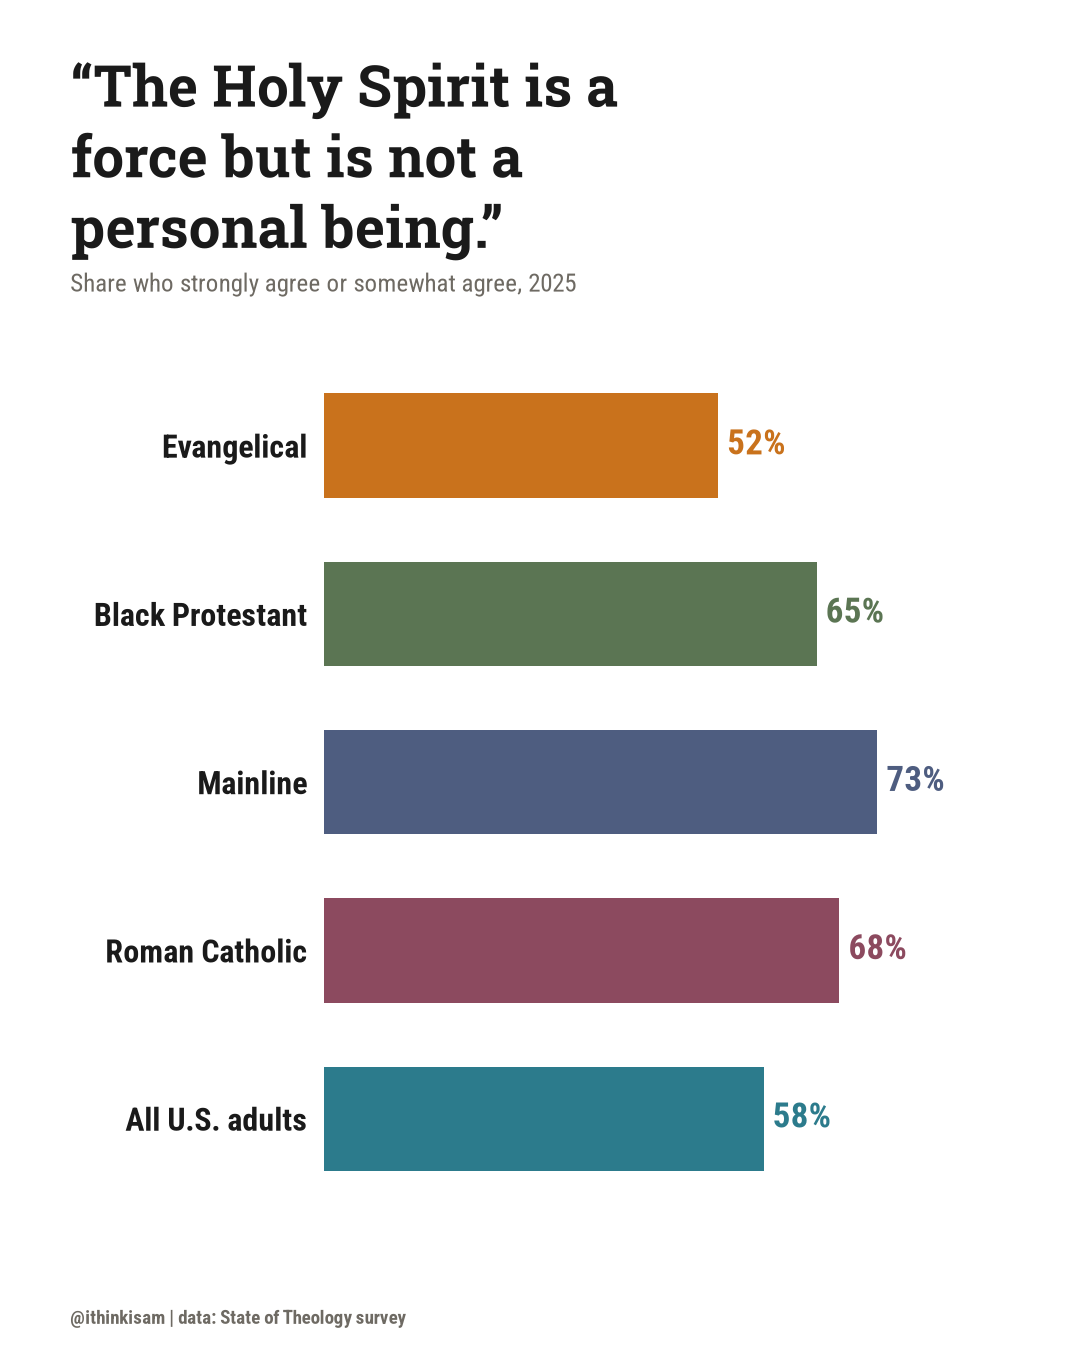 “The Holy Spirit is a
force but is not a
personal being.”
Share who strongly agree or somewhat agree, 2025
Evangelical 52%
Black Protestant 65%
Mainline 73%
Roman Catholic 68%
All U.S. adults 58%
@ithinkisam | data: State of Theology survey